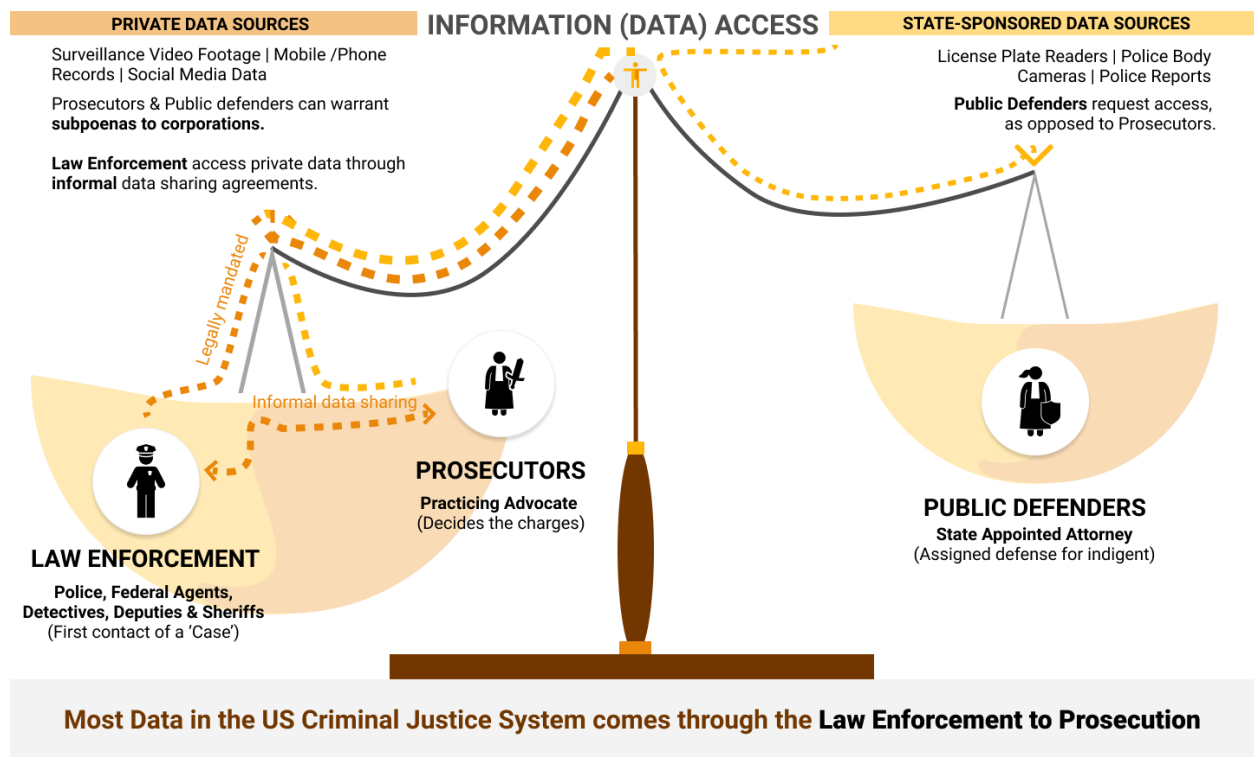 PRIVATE DATA SOURCES
INFORMATION (DATA) ACCESS
STATE-SPONSORED DATA SOURCES
Surveillance Video Footage | Mobile /Phone
Records | Social Media Data
Prosecutors & Public defenders can warrant
subpoenas to corporations.
Law Enforcement access private data through
informal data sharing agreements.
License Plate Readers | Police Body
Cameras | Police Reports
Public Defenders request access,
as opposed to Prosecutors.
Legally mandated
Informal data sharing
LAW ENFORCEMENT
Police, Federal Agents,
Detectives, Deputies & Sheriffs
(First contact of a ‘Case’)
PROSECUTORS
Practicing Advocate
(Decides the charges)
PUBLIC DEFENDERS
State Appointed Attorney
(Assigned defense for indigent)
Most Data in the US Criminal Justice System comes through the Law Enforcement to Prosecution